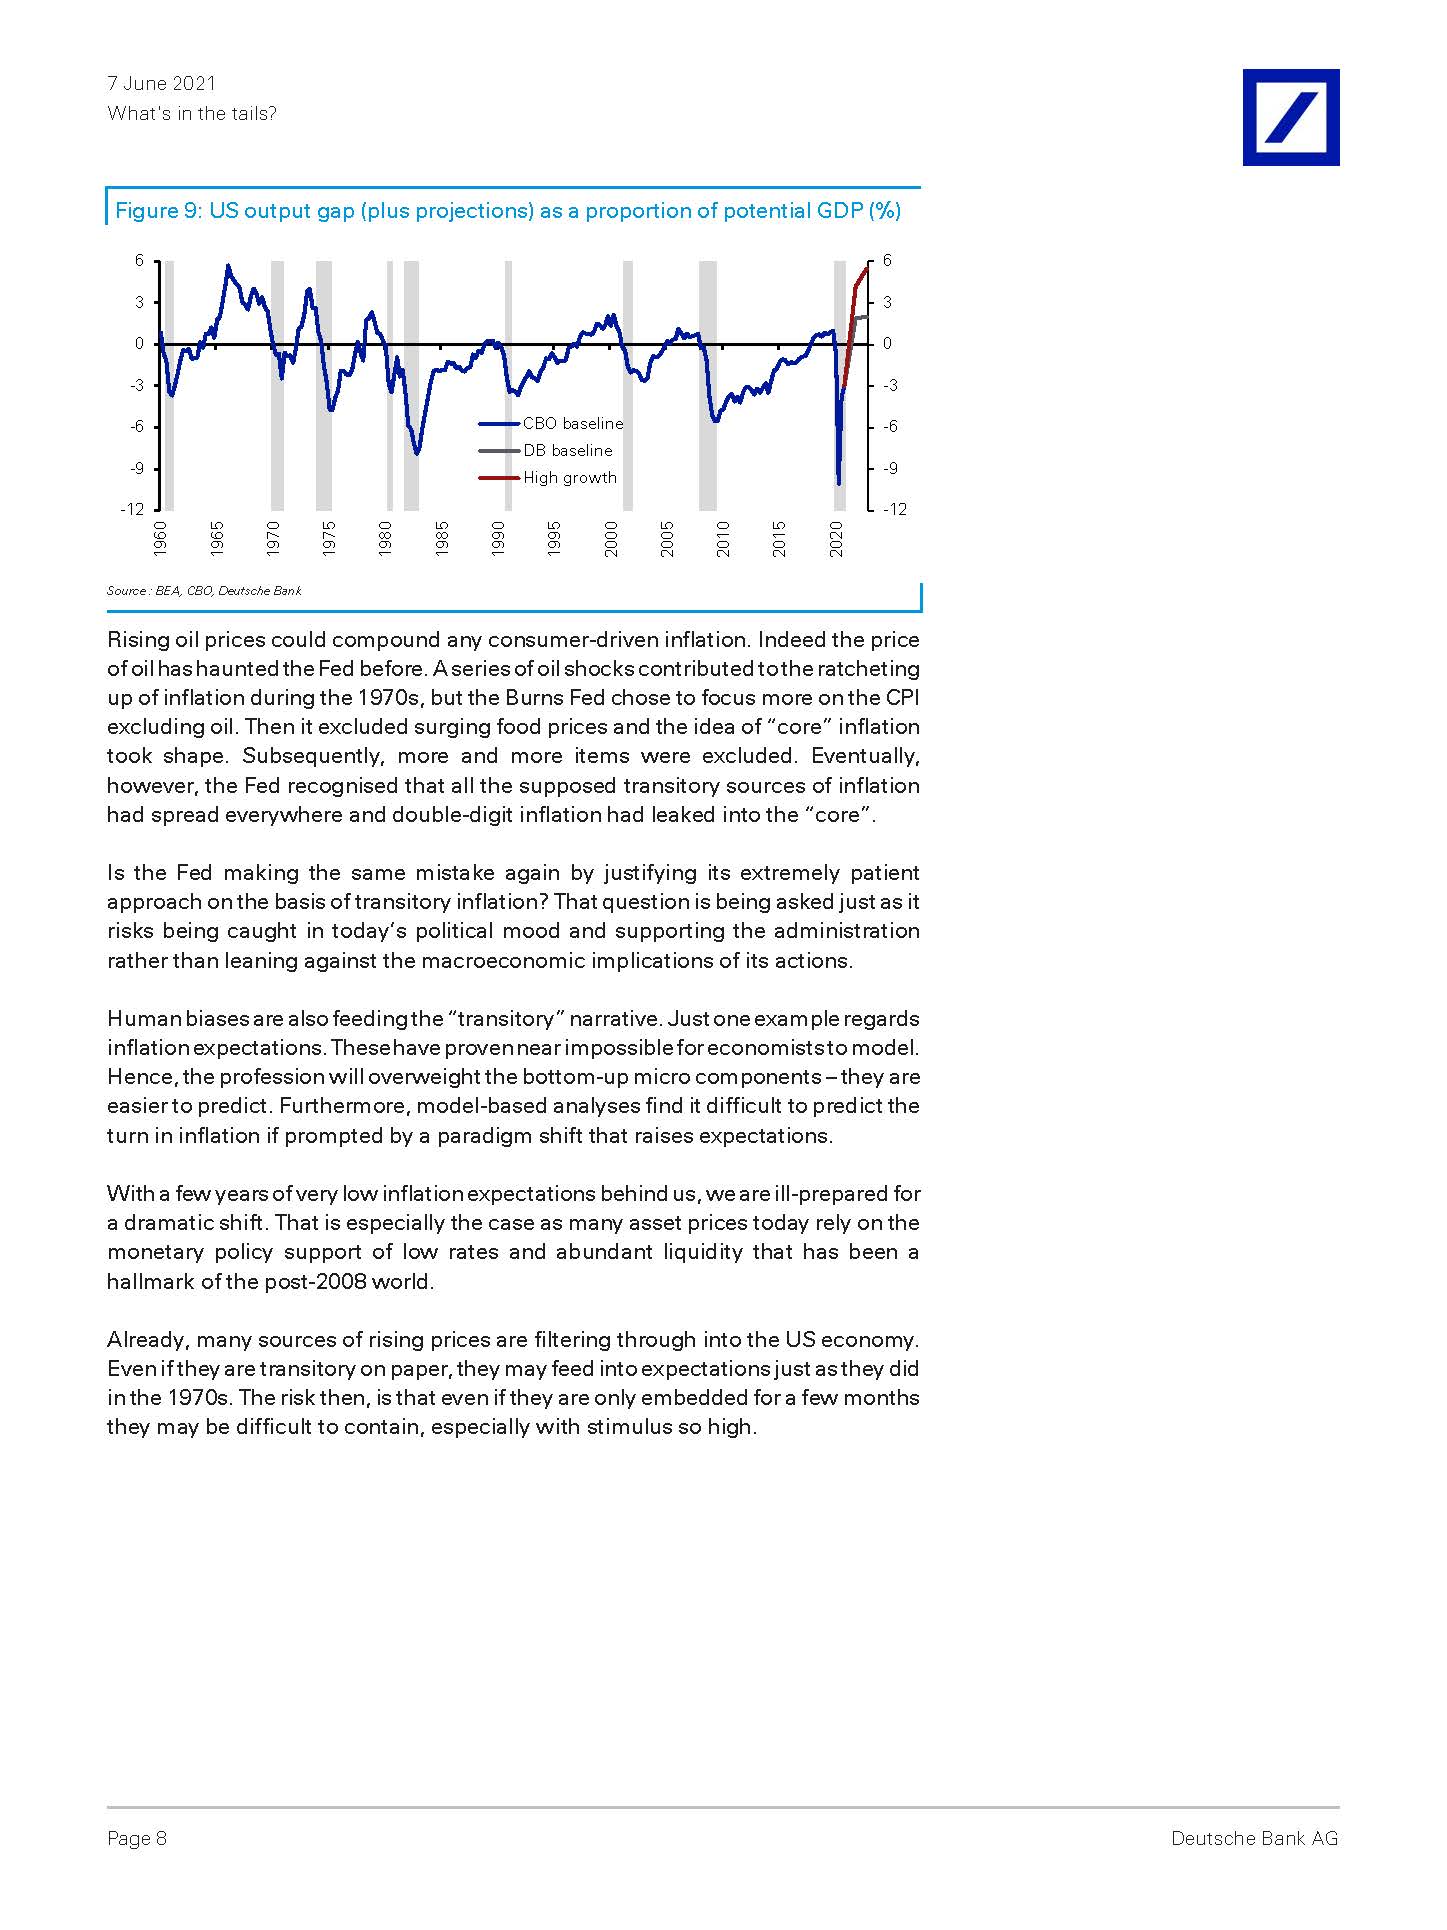 7 June 2021
What's in the tails?
Figure 9: US output gap (plus projections) as a proportion of potential GDP (%)
6 6
3 3
0 0
-3 -3
-6 -6
-9 -9
-12 -12
CBO baseline
DB baseline
High growth
1960 1965 1970 1975 1980 1985 1990 1995 2000 2005 2010 2015 2020
Source : BEA, CBO, Deutsche Bank
Rising oil prices could compound any consumer-driven inflation. Indeed the price
of oil has haunted the Fed before. A series of oil shocks contributed to the ratcheting
up of inflation during the 1970s, but the Burns Fed chose to focus more on the CPI
excluding oil. Then it excluded surging food prices and the idea of “core” inflation
took shape. Subsequently, more and more items were excluded. Eventually,
however, the Fed recognised that all the supposed transitory sources of inflation
had spread everywhere and double-digit inflation had leaked into the “core”.
Is the Fed making the same mistake again by justifying its extremely patient
approach on the basis of transitory inflation? That question is being asked just as it
risks being caught in today’s political mood and supporting the administration
rather than leaning against the macroeconomic implications of its actions.
Human biases are also feeding the “transitory” narrative. Just one example regards
inflation expectations. These have proven near impossible for economists to model.
Hence, the profession will overweight the bottom-up micro components – they are
easier to predict. Furthermore, model-based analyses find it difficult to predict the
turn in inflation if prompted by a paradigm shift that raises expectations.
With a few years of very low inflation expectations behind us, we are ill-prepared for
a dramatic shift. That is especially the case as many asset prices today rely on the
monetary policy support of low rates and abundant liquidity that has been a
hallmark of the post-2008 world.
Already, many sources of rising prices are filtering through into the US economy.
Even if they are transitory on paper, they may feed into expectations just as they did
in the 1970s. The risk then, is that even if they are only embedded for a few months
they may be difficult to contain, especially with stimulus so high.
Page 8
Deutsche Bank AG